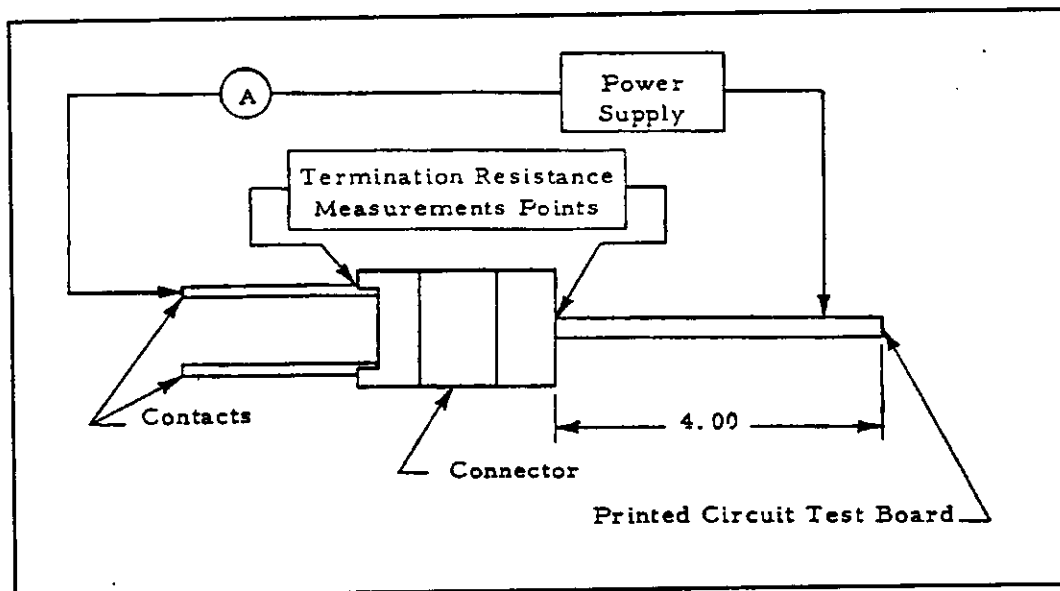 A
Power
Supply
Termination Resistance
Measurements Points
Contacts
4.00
Connector
Printed Circuit Test Board